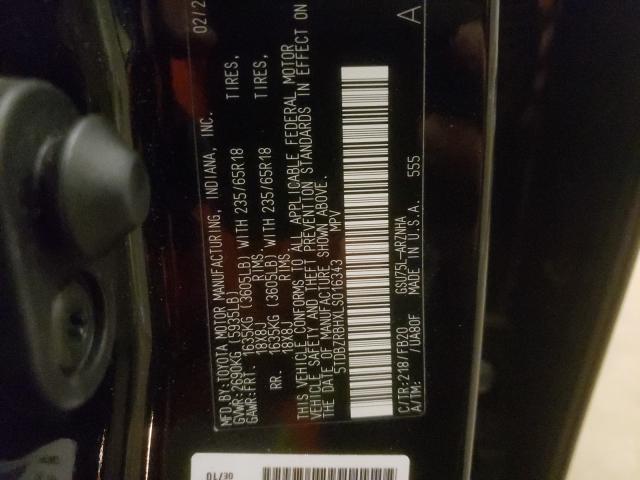 MFD.BY:TOYOTA MOTOR MANUFACTURING, INDIANA, INC. 02/2
GVWR:2690KG (5935LB)
GAWR:FRT. 1635KG (3605LB) WITH 235/65R18 TIRES,
18X8J RIMS
RR. 1635KG (3605LB) WITH 235/65R18 TIRES,
18X8J RIMS
THIS VEHICLE CONFORMS TO ALL APPLICABLE FEDERAL MOTOR
VEHICLE SAFETY AND THEFT PREVENTION STANDARDS IN EFFECT ON
THE DATE OF MANUFACTURE SHOWN ABOVE.
5TDBZRBHXLS016343 MPV
C/TR:218/FB20 GSU75L-ARZNHA A
A/TM: /UA80F MADE IN U.S.A. 555
0E/10